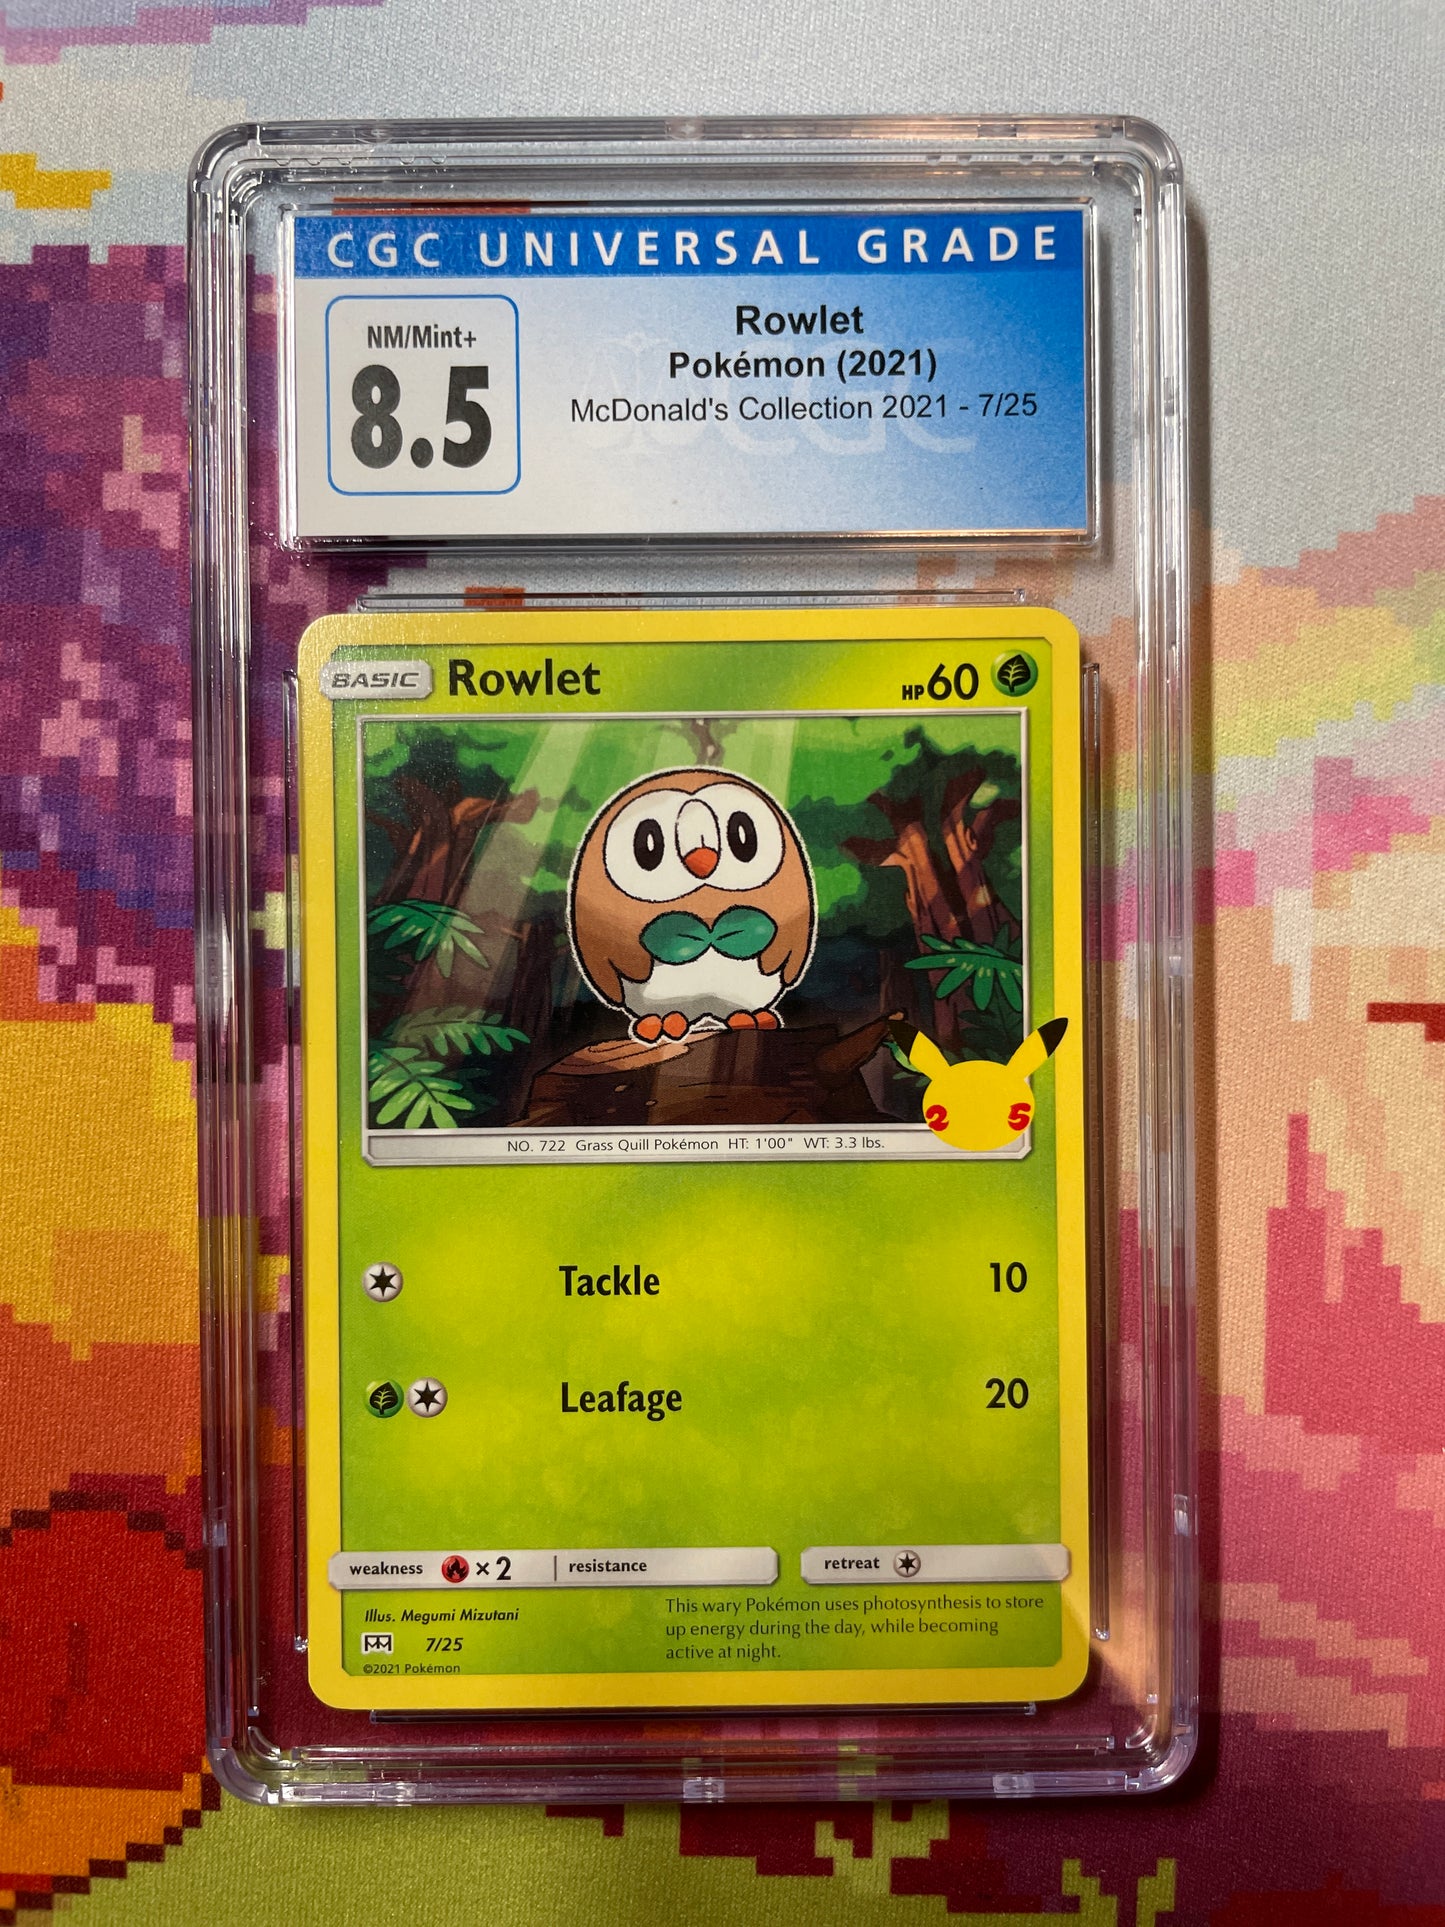 CGC UNIVERSAL GRADE
NM/Mint+
8.5
Rowlet
Pokémon (2021)
McDonald's Collection 2021 - 7/25
CGC
BASIC Rowlet HP 60
25
NO. 722 Grass Quill Pokémon HT: 1'00" WT: 3.3 lbs.
Tackle 10
Leafage 20
weakness ×2 resistance retreat
Illus. Megumi Mizutani
7/25
©2021 Pokémon
This wary Pokémon uses photosynthesis to store
up energy during the day, while becoming
active at night.